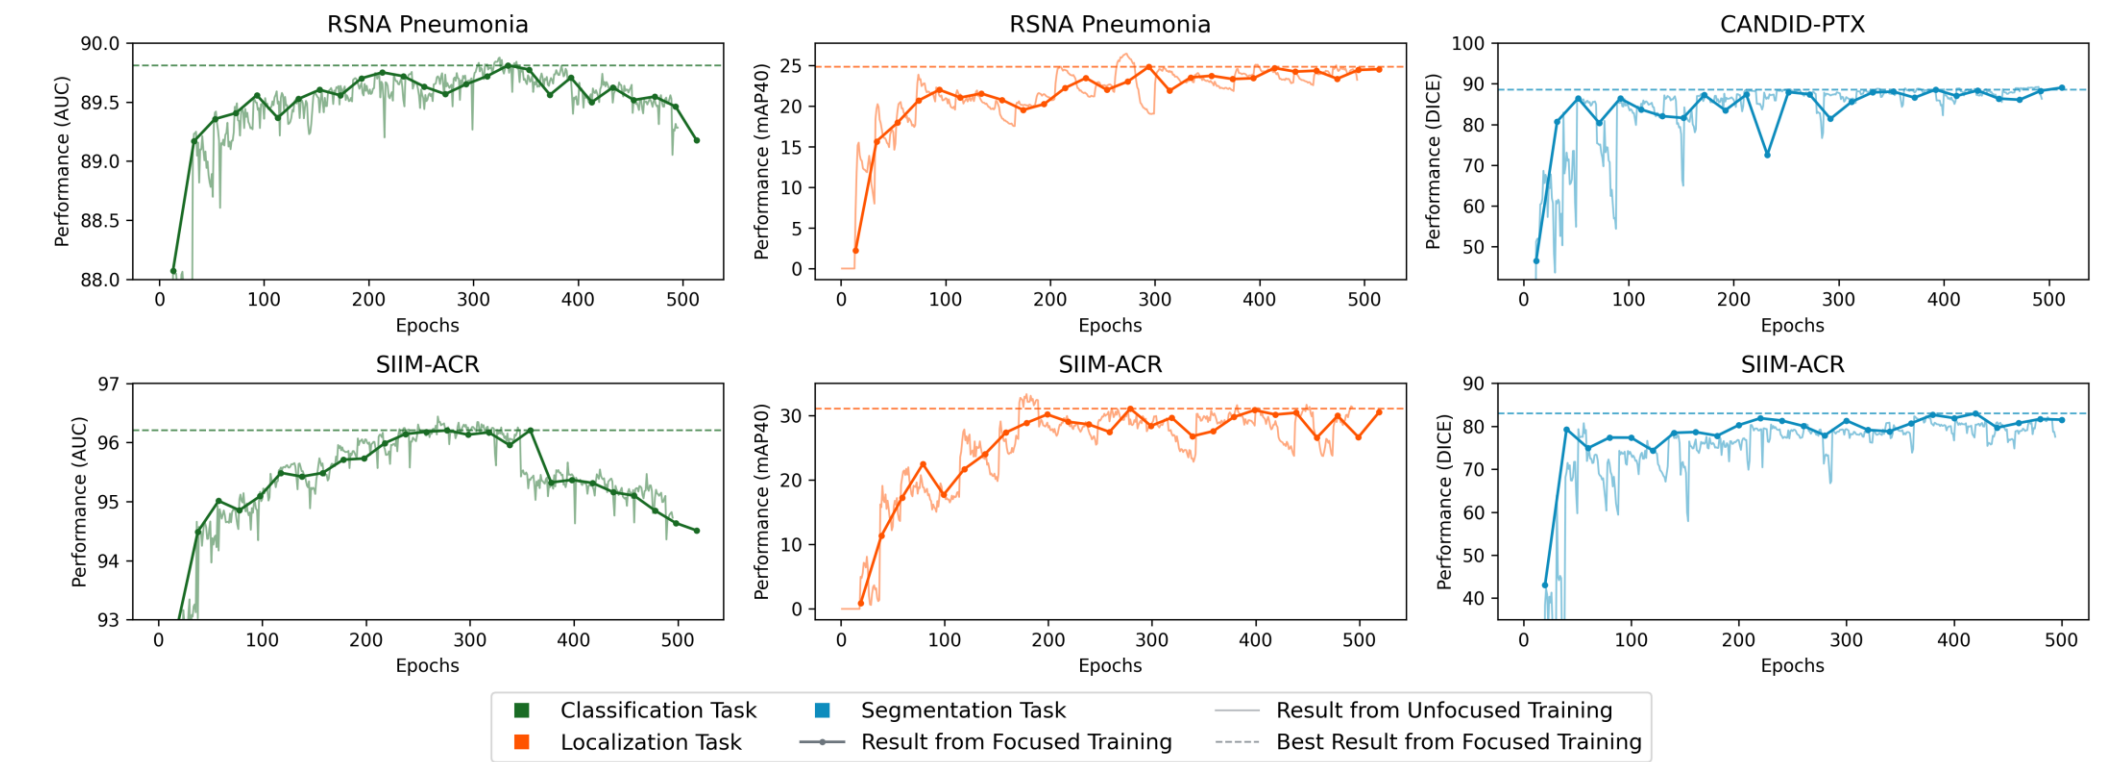 RSNA Pneumonia
90.0
89.5
89.0
88.5
88.0
Performance (AUC)
0 100 200 300 400 500
Epochs
RSNA Pneumonia
25
20
15
10
5
0
Performance (mAP40)
0 100 200 300 400 500
Epochs
CANDID-PTX
100
90
80
70
60
50
Performance (DICE)
0 100 200 300 400 500
Epochs
SIIM-ACR
97
96
95
94
93
Performance (AUC)
0 100 200 300 400 500
Epochs
SIIM-ACR
30
20
10
0
Performance (mAP40)
0 100 200 300 400 500
Epochs
SIIM-ACR
90
80
70
60
50
40
Performance (DICE)
0 100 200 300 400 500
Epochs
Classification Task
Localization Task
Segmentation Task
Result from Focused Training
Result from Unfocused Training
Best Result from Focused Training